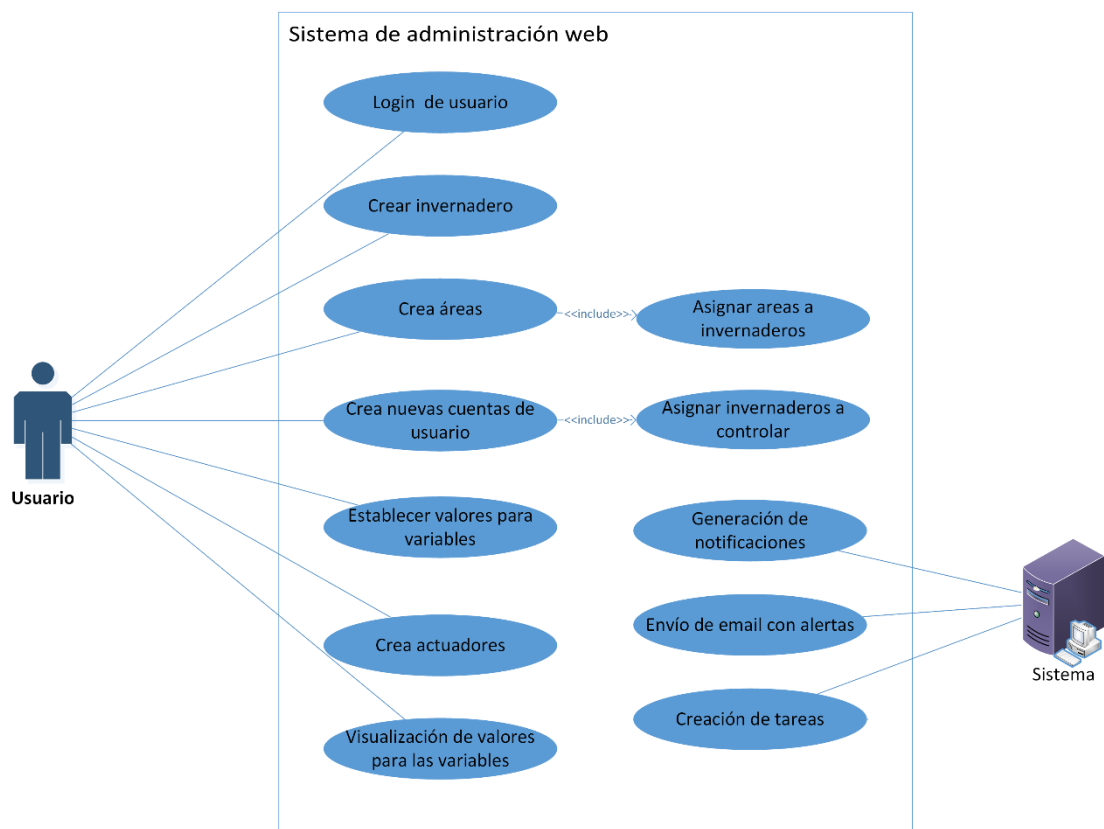 Sistema de administración web
Login de usuario
Crear invernadero
Crea áreas
<<include>>
Asignar areas a
invernaderos
Crea nuevas cuentas de
usuario
<<include>>
Asignar invernaderos a
controlar
Usuario
Establecer valores para
variables
Generación de
notificaciones
Crea actuadores
Envío de email con alertas
Sistema
Creación de tareas
Visualización de valores
para las variables